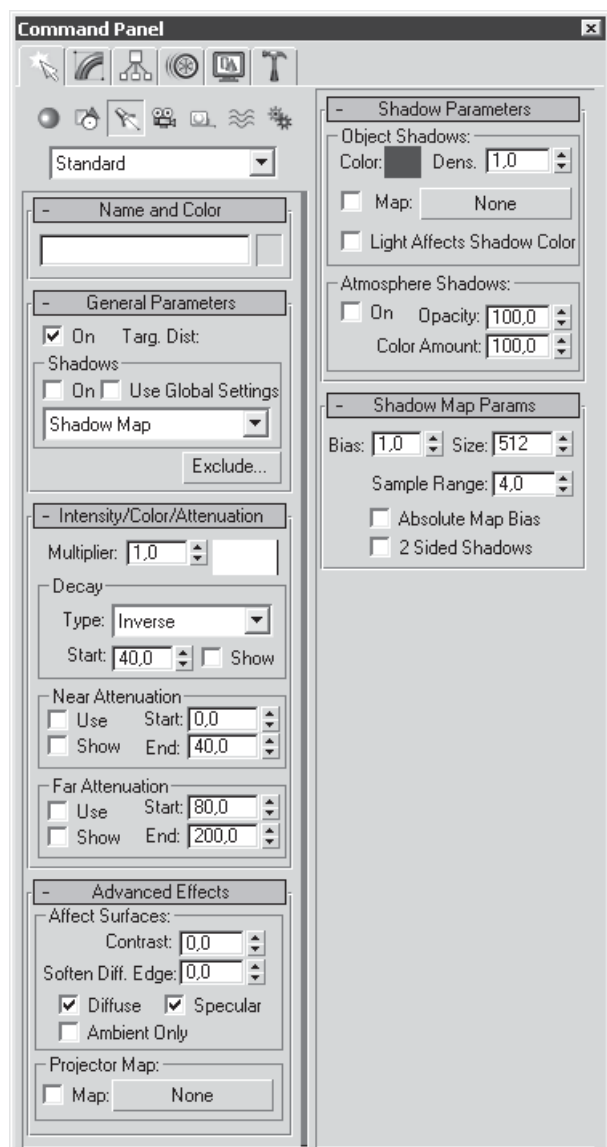 Command Panel
Standard
- Name and Color
- General Parameters
On Targ. Dist:
Shadows
On Use Global Settings
Shadow Map
Exclude...
- Intensity/Color/Attenuation
Multiplier: 1,0
Decay
Type: Inverse
Start: 40,0 Show
Near Attenuation
Use Start: 0,0
Show End: 40,0
Far Attenuation
Use Start: 80,0
Show End: 200,0
- Advanced Effects
Affect Surfaces:
Contrast: 0,0
Soften Diff. Edge: 0,0
Diffuse Specular
Ambient Only
Projector Map:
Map: None
- Shadow Parameters
Object Shadows:
Color: Dens. 1,0
Map: None
Light Affects Shadow Color
Atmosphere Shadows:
On Opacity: 100,0
Color Amount: 100,0
- Shadow Map Params
Bias: 1,0 Size: 512
Sample Range: 4,0
Absolute Map Bias
2 Sided Shadows